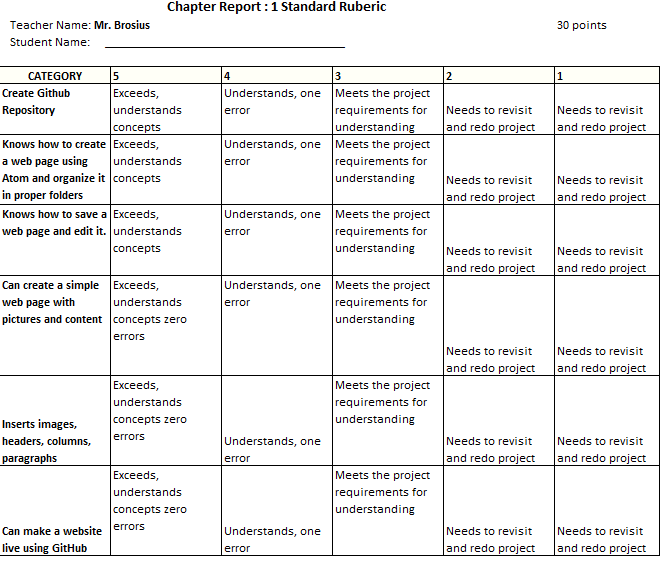 Chapter Report : 1 Standard Ruberic
Teacher Name: Mr. Brosius 30 points
Student Name:
CATEGORY 5 4 3 2 1
Create Github
Repository
Exceeds,
understands
concepts
Understands, one
error
Meets the project
requirements for
understanding
Needs to revisit
and redo project
Needs to revisit
and redo project
Knows how to create
a web page using
Atom and organize it
in proper folders
Exceeds,
understands
concepts
Understands, one
error
Meets the project
requirements for
understanding
Needs to revisit
and redo project
Needs to revisit
and redo project
Knows how to save a
web page and edit it.
Exceeds,
understands
concepts
Understands, one
error
Meets the project
requirements for
understanding
Needs to revisit
and redo project
Needs to revisit
and redo project
Can create a simple
web page with
pictures and content
Exceeds,
understands
concepts zero
errors
Understands, one
error
Meets the project
requirements for
understanding
Needs to revisit
and redo project
Needs to revisit
and redo project
Inserts images,
headers, columns,
paragraphs
Exceeds,
understands
concepts zero
errors
Understands, one
error
Meets the project
requirements for
understanding
Needs to revisit
and redo project
Needs to revisit
and redo project
Can make a website
live using GitHub
Exceeds,
understands
concepts zero
errors
Understands, one
error
Meets the project
requirements for
understanding
Needs to revisit
and redo project
Needs to revisit
and redo project